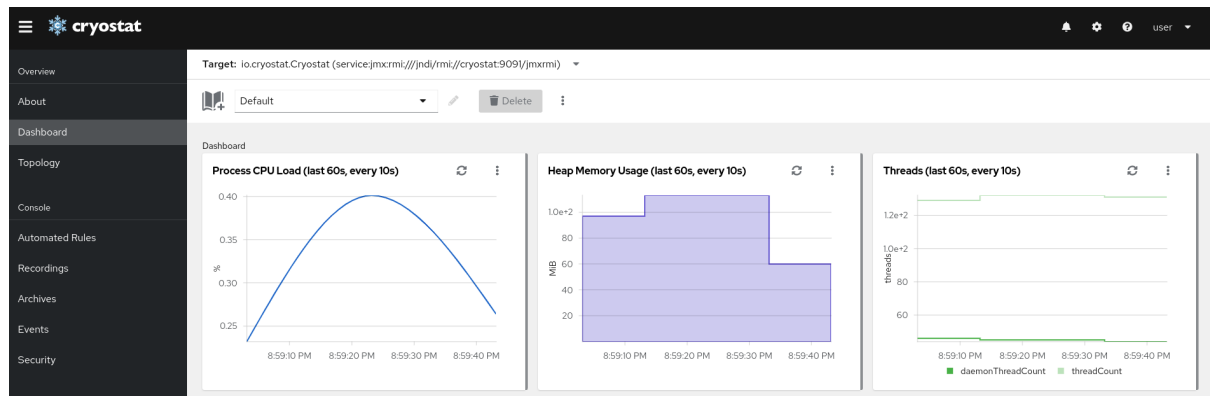 cryostat
user
Overview
About
Dashboard
Topology
Console
Automated Rules
Recordings
Archives
Events
Security
Target: io.cryostat.Cryostat (service:jmx:rmi:///jndi/rmi://cryostat:9091/jmxrmi)
Default
Delete
Dashboard
Process CPU Load (last 60s, every 10s)
0.40
0.35
%
0.30
0.25
8:59:10 PM 8:59:20 PM 8:59:30 PM 8:59:40 PM
Heap Memory Usage (last 60s, every 10s)
1.0e+2
80
MiB
60
40
20
8:59:10 PM 8:59:20 PM 8:59:30 PM 8:59:40 PM
Threads (last 60s, every 10s)
1.2e+2
1.0e+2
threads
80
60
8:59:10 PM 8:59:20 PM 8:59:30 PM 8:59:40 PM
daemonThreadCount threadCount